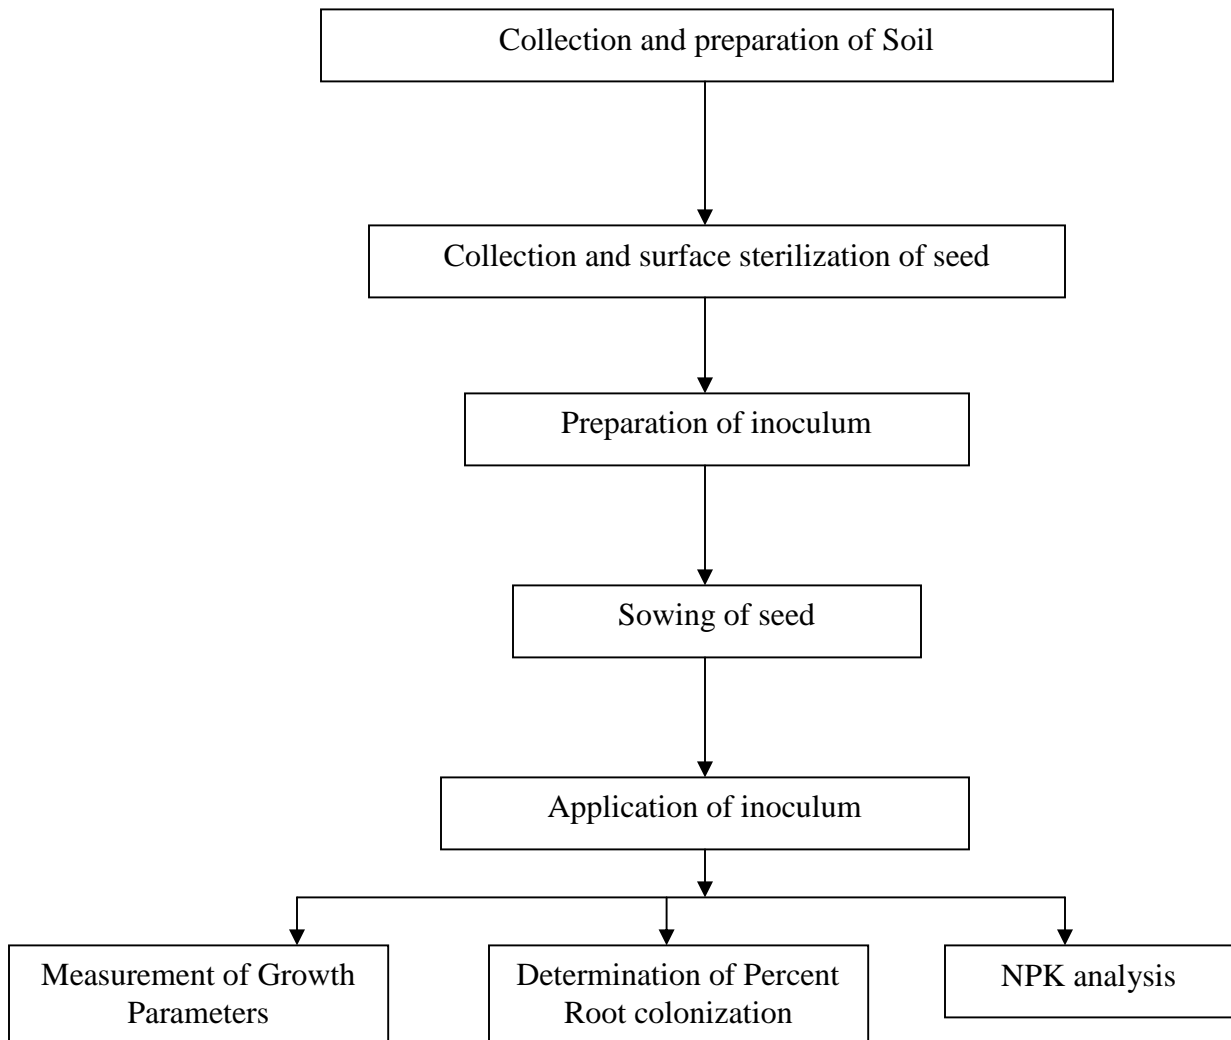 Collection and preparation of Soil
Collection and surface sterilization of seed
Preparation of inoculum
Sowing of seed
Application of inoculum
Measurement of Growth
Parameters
Determination of Percent
Root colonization
NPK analysis